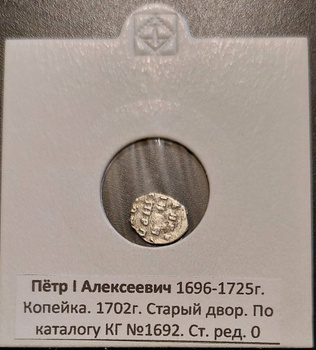 Пётр I Алексеевич 1696-1725г.
Копейка. 1702г. Старый двор. По
каталогу КГ №1692. Ст. ред. 0